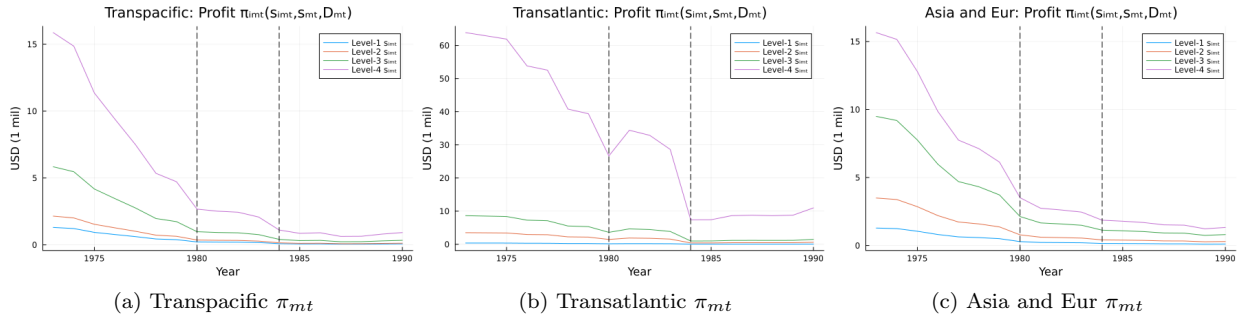 Transpacific: Profit πᵢₘₜ(sᵢₘₜ,sₘₜ,Dₘₜ)
USD (1 mil)
15
10
5
0
Level-1 sᵢₘₜ
Level-2 sᵢₘₜ
Level-3 sᵢₘₜ
Level-4 sᵢₘₜ
1975
1980
1985
1990
Year
(a) Transpacific πₘₜ
Transatlantic: Profit πᵢₘₜ(sᵢₘₜ,sₘₜ,Dₘₜ)
USD (1 mil)
60
50
40
30
20
10
0
Level-1 sᵢₘₜ
Level-2 sᵢₘₜ
Level-3 sᵢₘₜ
Level-4 sᵢₘₜ
1975
1980
1985
1990
Year
(b) Transatlantic πₘₜ
Asia and Eur: Profit πᵢₘₜ(sᵢₘₜ,sₘₜ,Dₘₜ)
USD (1 mil)
15
10
5
0
Level-1 sᵢₘₜ
Level-2 sᵢₘₜ
Level-3 sᵢₘₜ
Level-4 sᵢₘₜ
1975
1980
1985
1990
Year
(c) Asia and Eur πₘₜ